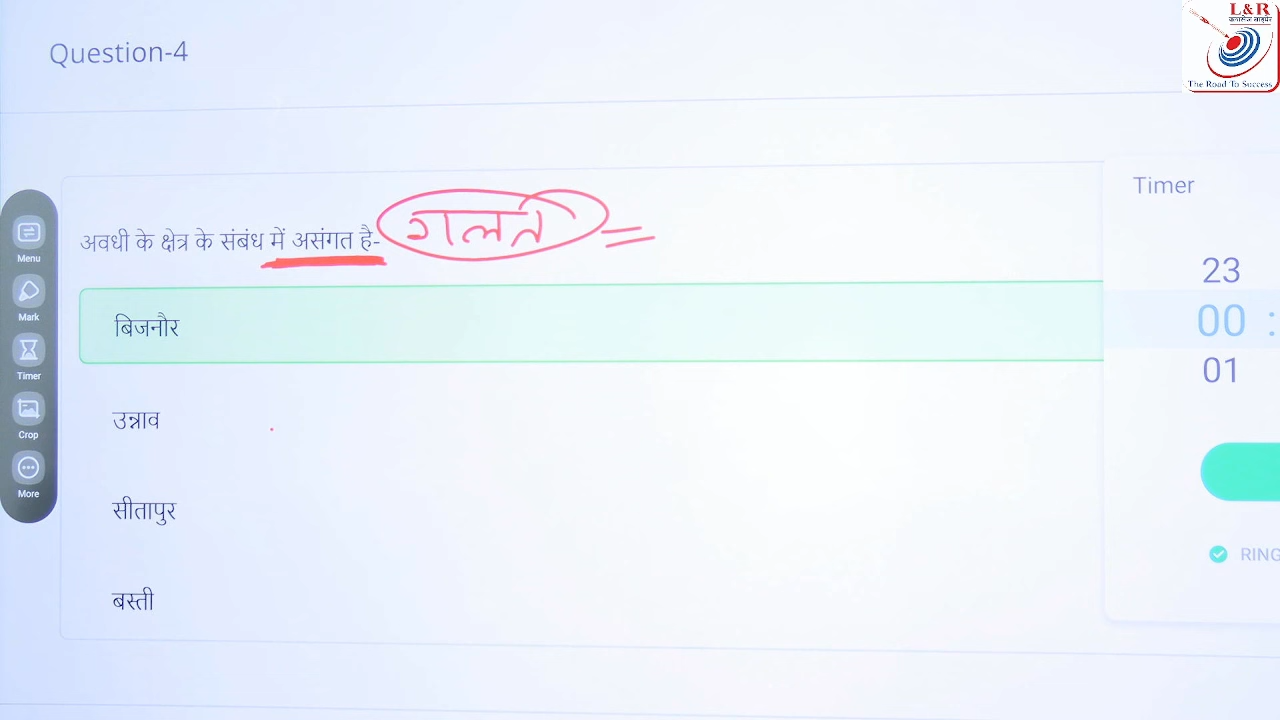 L&R
The Road To Success
Question-4
Timer
अवधी के क्षेत्र के संबंध में असंगत है- गलत
23
00 :
01
बिजनौर
उन्नाव
सीतापुर
बस्ती
RING
Menu
Mark
Timer
Crop
More